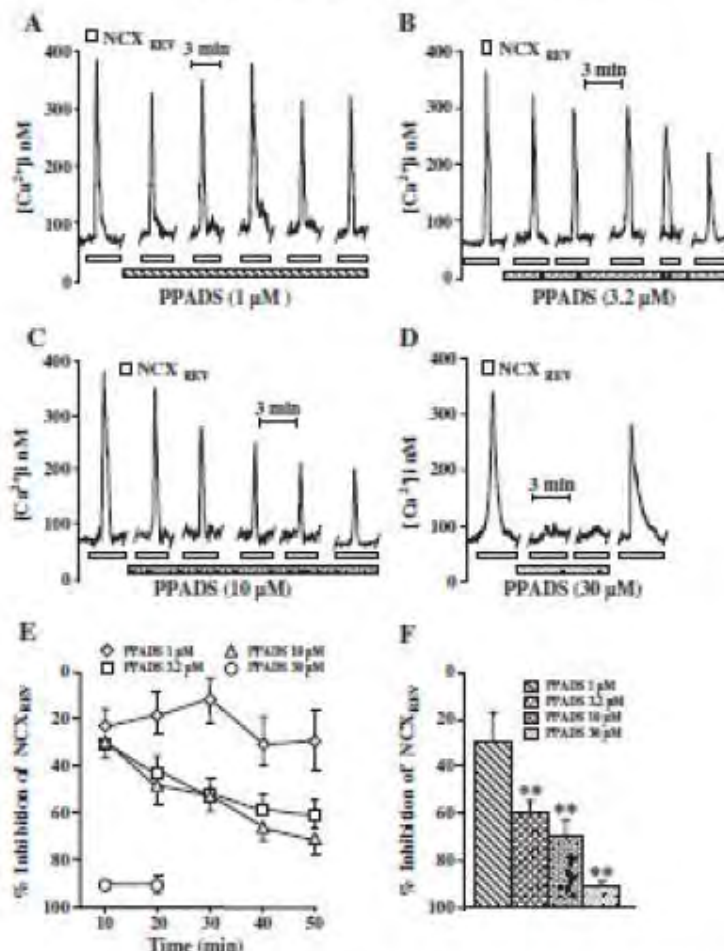 A
□ NCX REV
3 min
[Ca²⁺]i nM
400
300
200
100
0
PPADS (1 µM )
B
□ NCX REV
3 min
[Ca²⁺]i nM
400
300
200
100
0
PPADS (3.2 µM)
C
□ NCX REV
3 min
[Ca²⁺]i nM
400
300
200
100
0
PPADS (10 µM)
D
□ NCX REV
3 min
[Ca²⁺]i nM
400
300
200
100
0
PPADS (30 µM)
E
PPADS 1 µM
PPADS 10 µM
PPADS 3.2 µM
PPADS 30 µM
% Inhibition of NCX REV
0
20
40
60
80
100
10 20 30 40 50
Time (min)
F
PPADS 1 µM
PPADS 3.2 µM
PPADS 10 µM
PPADS 30 µM
% Inhibition of NCX REV
0
20
40
60
80
100
**
**
**